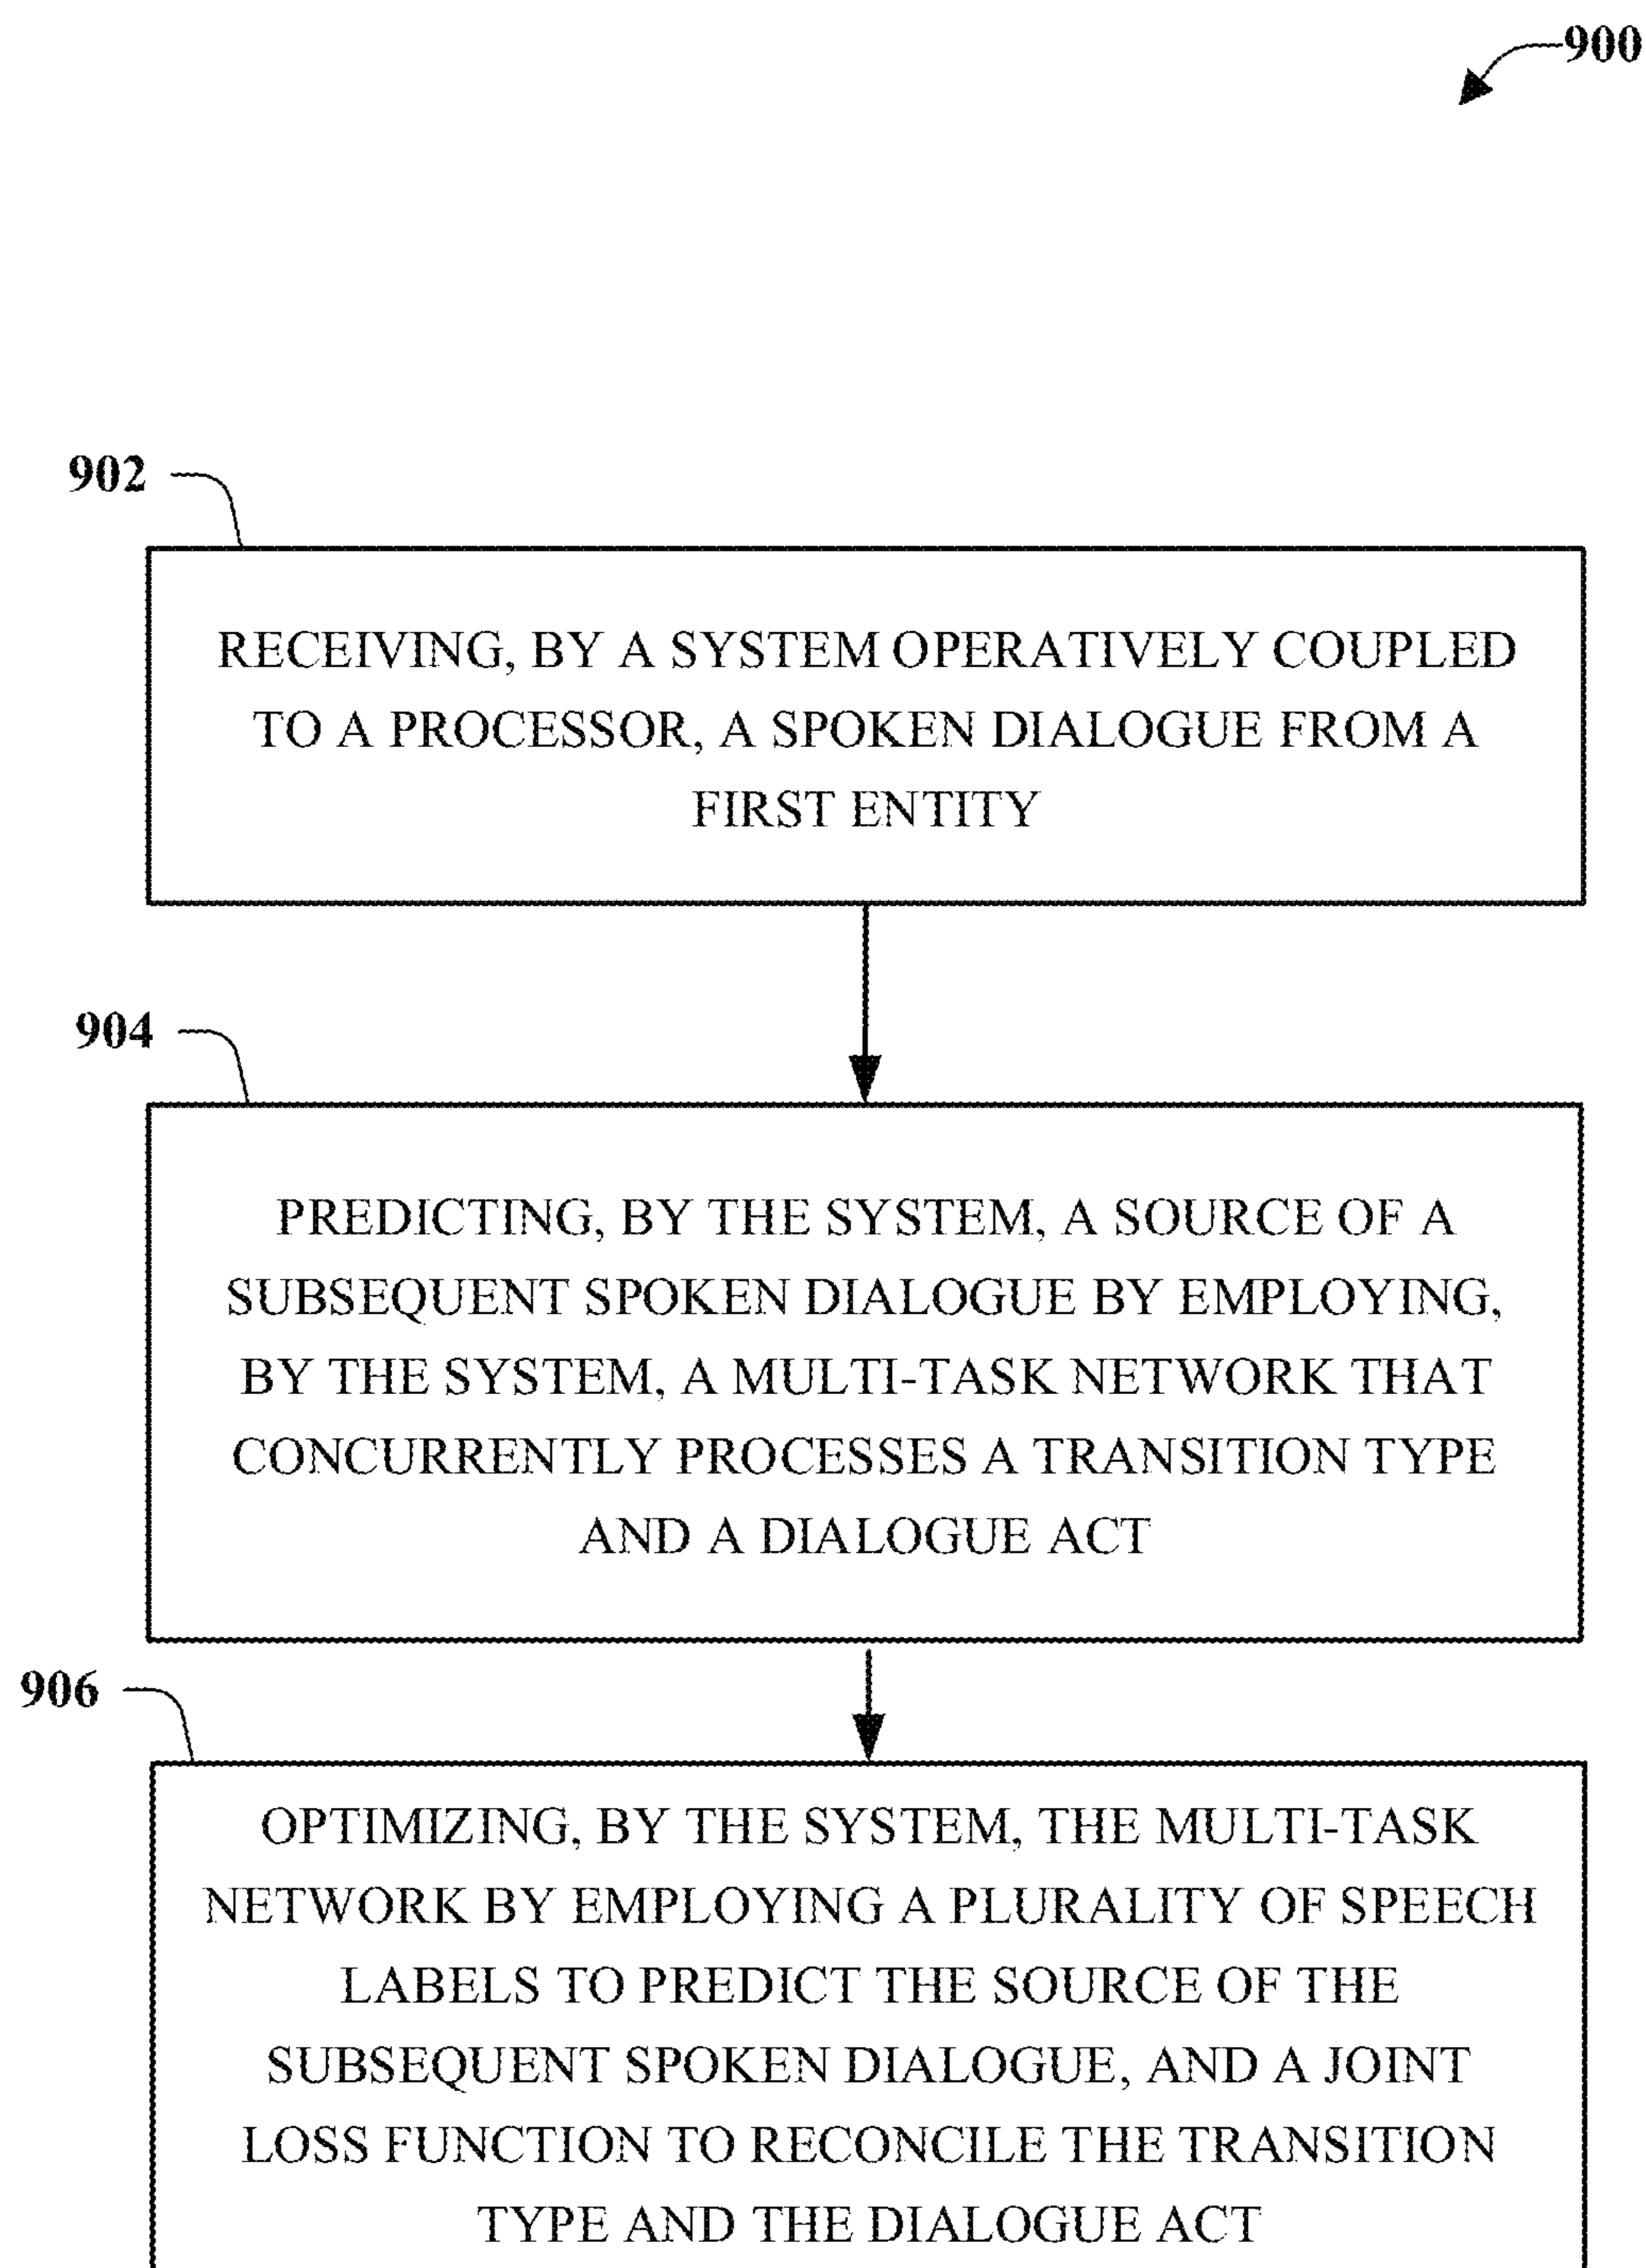 900
902
RECEIVING, BY A SYSTEM OPERATIVELY COUPLED
TO A PROCESSOR, A SPOKEN DIALOGUE FROM A
FIRST ENTITY
904
PREDICTING, BY THE SYSTEM, A SOURCE OF A
SUBSEQUENT SPOKEN DIALOGUE BY EMPLOYING,
BY THE SYSTEM, A MULTI-TASK NETWORK THAT
CONCURRENTLY PROCESSES A TRANSITION TYPE
AND A DIALOGUE ACT
906
OPTIMIZING, BY THE SYSTEM, THE MULTI-TASK
NETWORK BY EMPLOYING A PLURALITY OF SPEECH
LABELS TO PREDICT THE SOURCE OF THE
SUBSEQUENT SPOKEN DIALOGUE, AND A JOINT
LOSS FUNCTION TO RECONCILE THE TRANSITION
TYPE AND THE DIALOGUE ACT